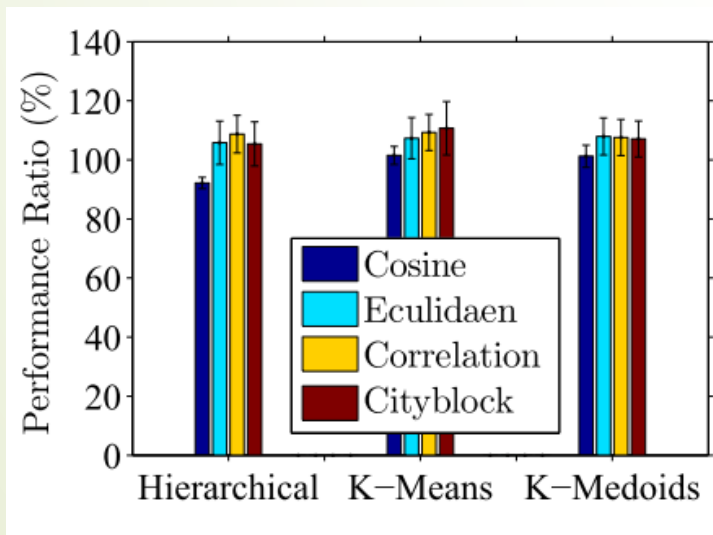 Performance Ratio (%)
140
120
100
80
60
40
20
0
Cosine
Eculidaen
Correlation
Cityblock
Hierarchical K−Means K−Medoids